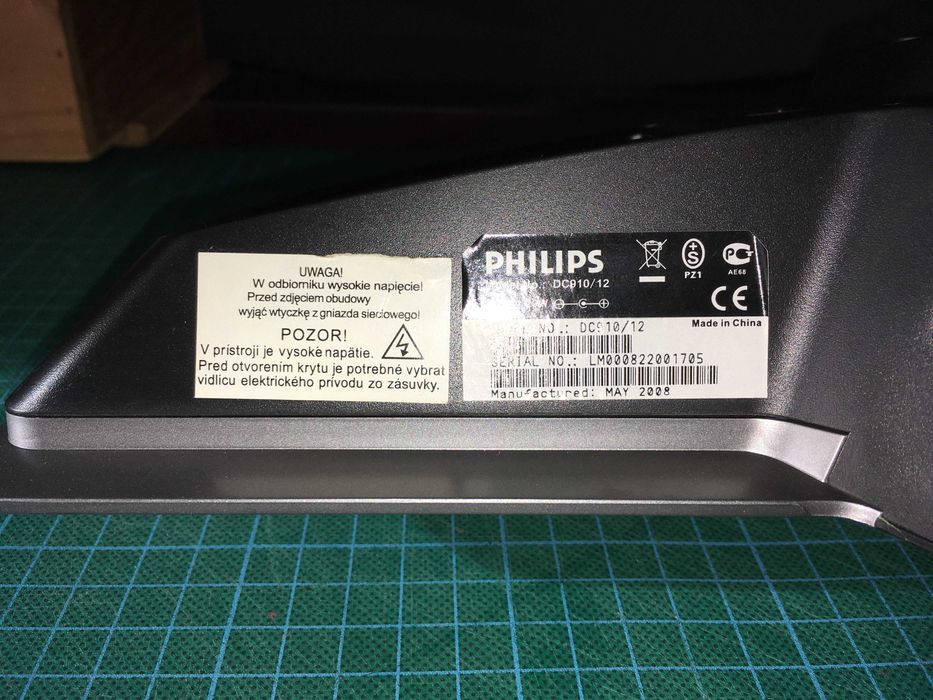 UWAGA!
W odbiorniku wysokie napięcie!
Przed zdjęciem obudowy
wyjąć wtyczkę z gniazda sieciowego!
POZOR!
V prístroji je vysoké napätie.
Pred otvorením krytu je potrebné vybrat
vidlicu elektrického prívodu zo zásuvky.
PHILIPS
DC910/12
PZ1
AE68
CE
Made in China
NO.: DC910/12
SERIAL NO.: LM000822001705
Manufactured: MAY 2008